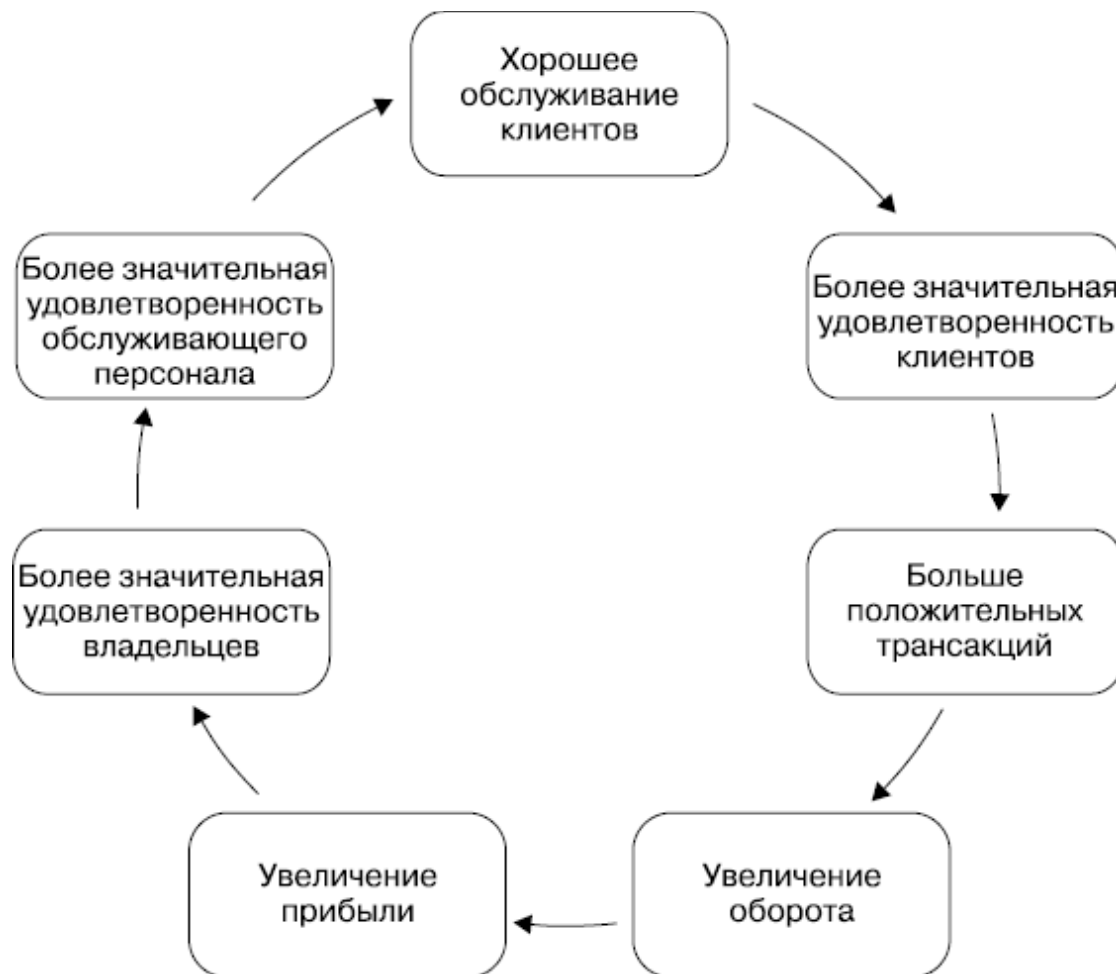 Хорошее
обслуживание
клиентов
Более значительная
удовлетворенность
клиентов
Больше
положительных
трансакций
Увеличение
оборота
Увеличение
прибыли
Более значительная
удовлетворенность
владельцев
Более значительная
удовлетворенность
обслуживающего
персонала